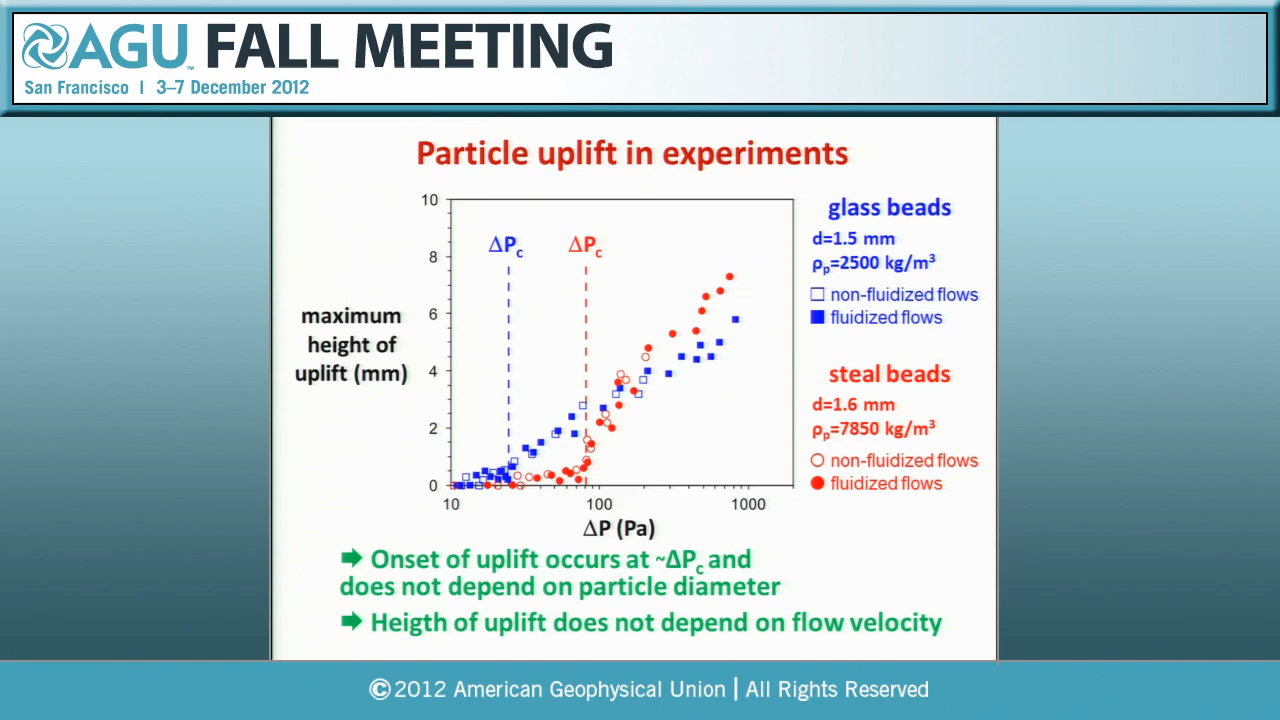 AGU™ FALL MEETING
San Francisco | 3–7 December 2012
Particle uplift in experiments
maximum
height of
uplift (mm)
10
8
6
4
2
0
ΔPc
ΔPc
10
100
1000
ΔP (Pa)
glass beads
d=1.5 mm
ρp=2500 kg/m³
non-fluidized flows
fluidized flows
steal beads
d=1.6 mm
ρp=7850 kg/m³
non-fluidized flows
fluidized flows
Onset of uplift occurs at ~ΔPc and
does not depend on particle diameter
Heigth of uplift does not depend on flow velocity
©2012 American Geophysical Union | All Rights Reserved